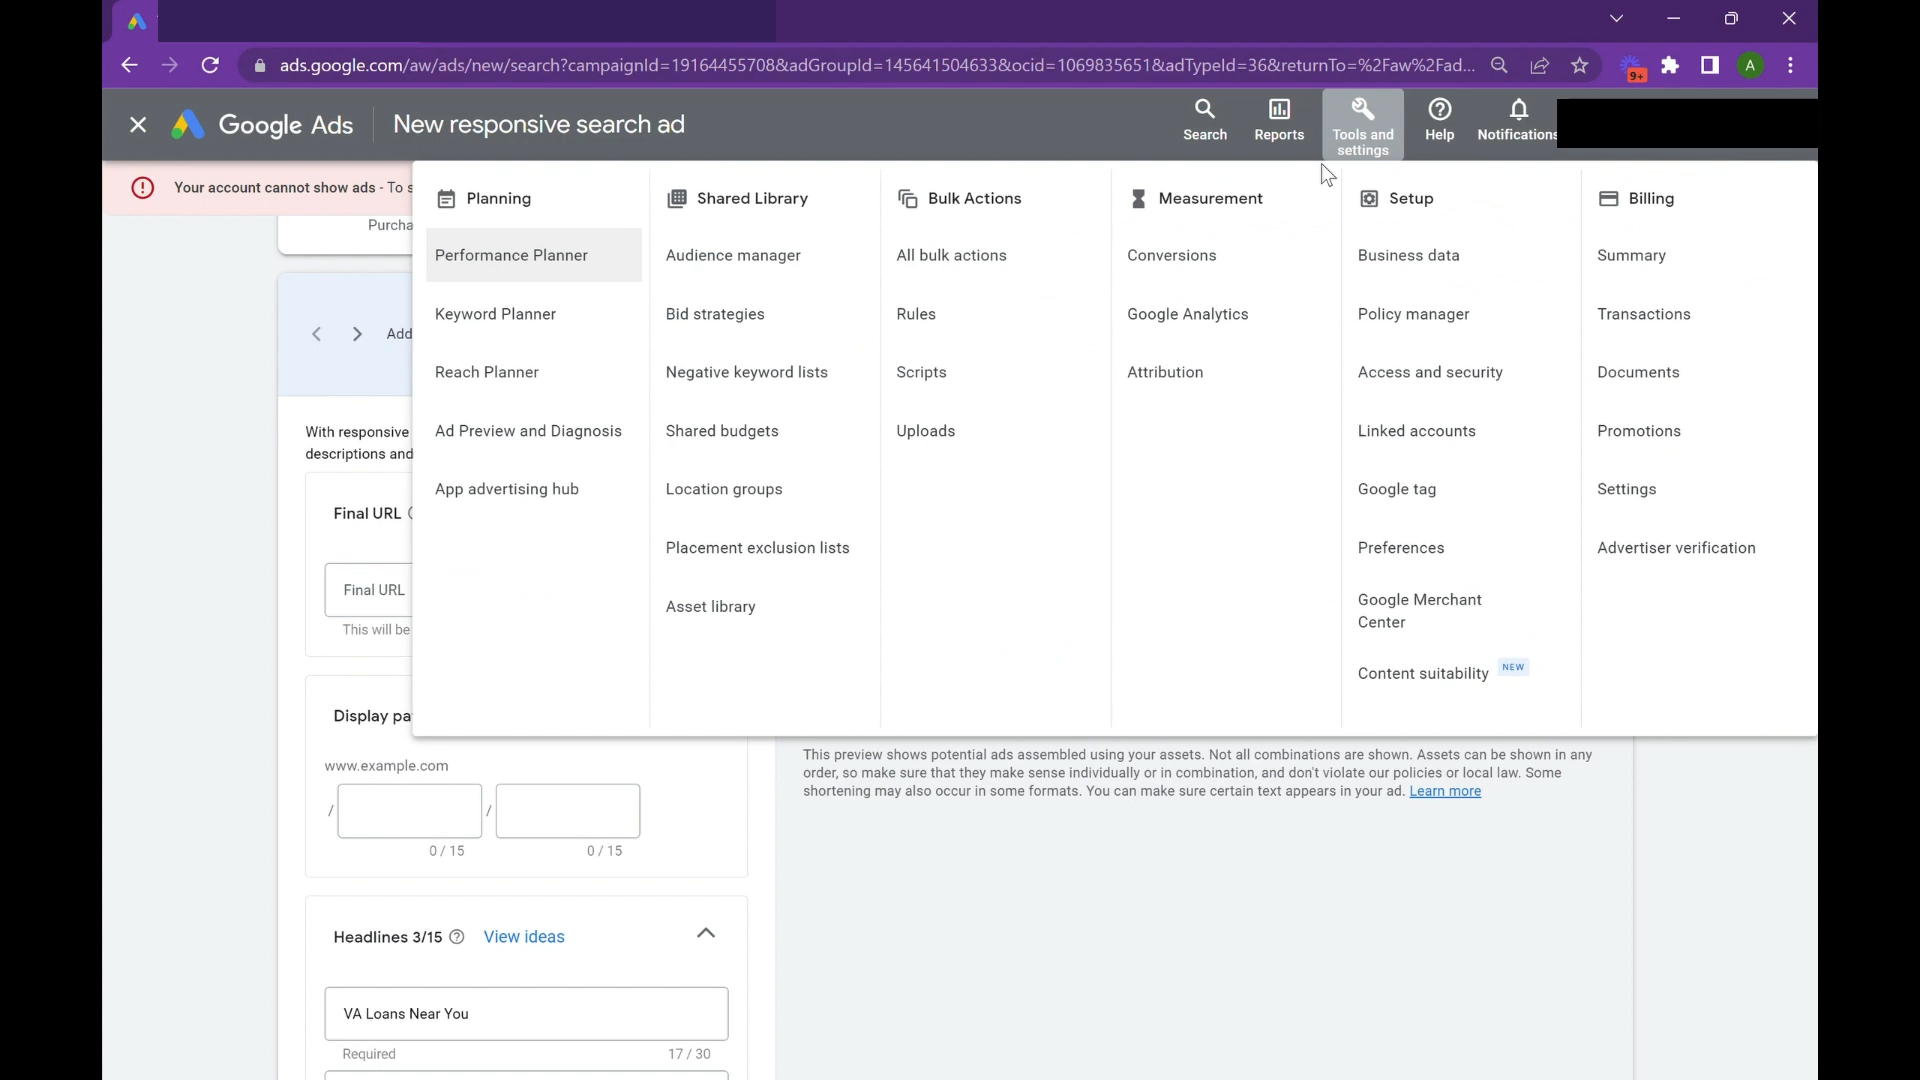 ads.google.com/aw/ads/new/search?campaignId=19164455708&adGroupId=145641504633&ocid=1069835651&adTypeId=36&returnTo=%2Faw%2Fad...
9+
A
Google Ads
New responsive search ad
Search
Reports
Tools and
settings
Help
Notifications
Your account cannot show ads - To s
Purcha
Add
With responsive
descriptions and
Final URL
Final URL
This will be
Display pa
www.example.com
/
/
0 / 15
0 / 15
Headlines 3/15
View ideas
VA Loans Near You
Required
17 / 30
Planning
Performance Planner
Keyword Planner
Reach Planner
Ad Preview and Diagnosis
App advertising hub
Shared Library
Audience manager
Bid strategies
Negative keyword lists
Shared budgets
Location groups
Placement exclusion lists
Asset library
Bulk Actions
All bulk actions
Rules
Scripts
Uploads
Measurement
Conversions
Google Analytics
Attribution
Setup
Business data
Policy manager
Access and security
Linked accounts
Google tag
Preferences
Google Merchant
Center
Content suitability NEW
Billing
Summary
Transactions
Documents
Promotions
Settings
Advertiser verification
This preview shows potential ads assembled using your assets. Not all combinations are shown. Assets can be shown in any
order, so make sure that they make sense individually or in combination, and don't violate our policies or local law. Some
shortening may also occur in some formats. You can make sure certain text appears in your ad. Learn more